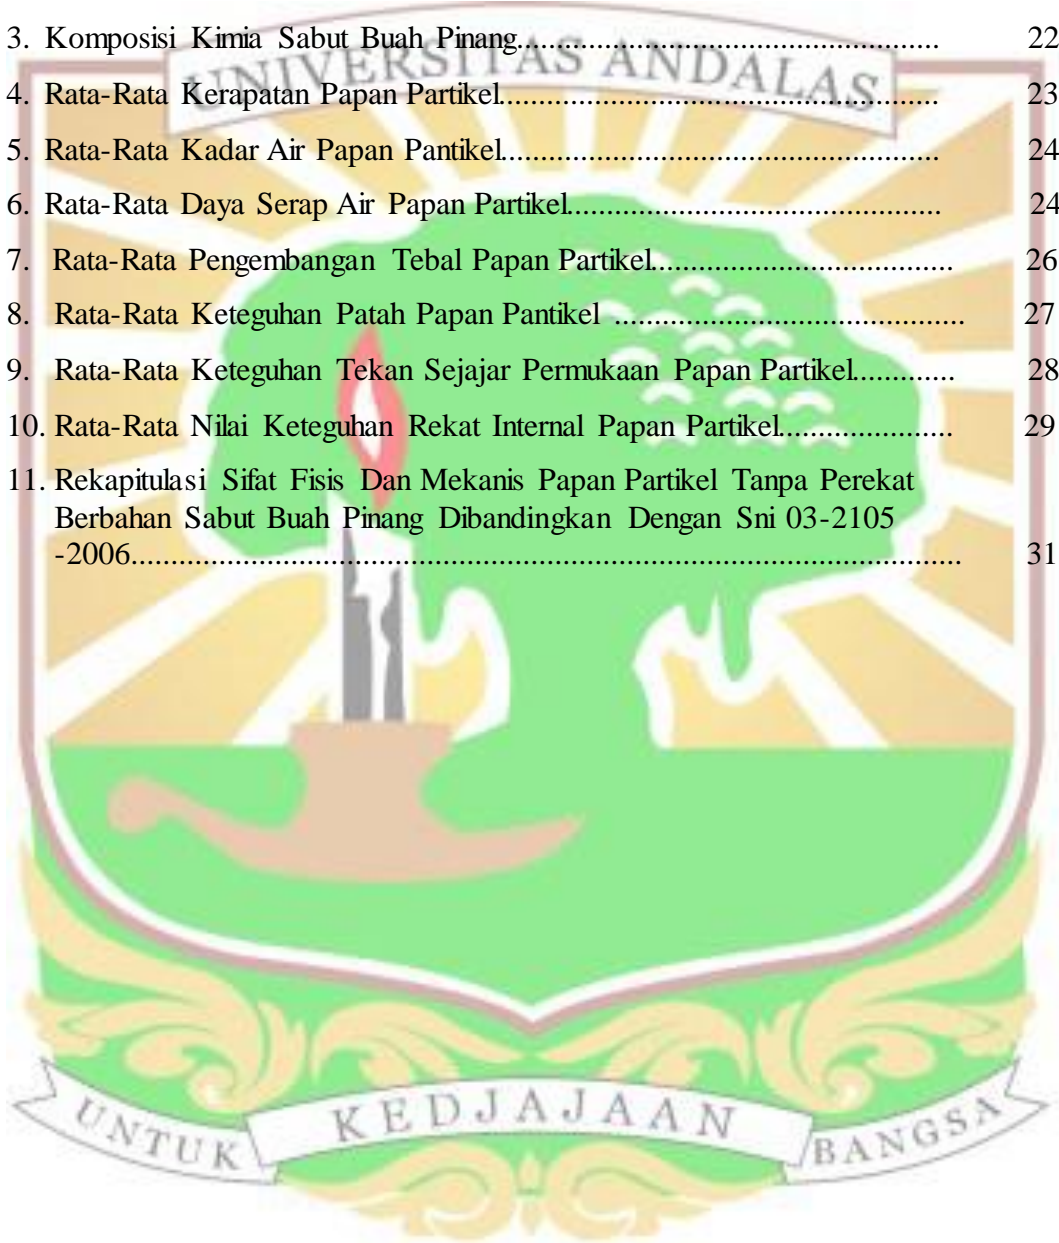 3. Komposisi Kimia Sabut Buah Pinang..................................................... 22
UNIVERSITAS ANDALAS
4. Rata-Rata Kerapatan Papan Partikel........................................................ 23
5. Rata-Rata Kadar Air Papan Pantikel........................................................ 24
6. Rata-Rata Daya Serap Air Papan Partikel................................................ 24
7. Rata-Rata Pengembangan Tebal Papan Partikel....................................... 26
8. Rata-Rata Keteguhan Patah Papan Pantikel ............................................. 27
9. Rata-Rata Keteguhan Tekan Sejajar Permukaan Papan Partikel............. 28
10. Rata-Rata Nilai Keteguhan Rekat Internal Papan Partikel...................... 29
11. Rekapitulasi Sifat Fisis Dan Mekanis Papan Partikel Tanpa Perekat
Berbahan Sabut Buah Pinang Dibandingkan Dengan Sni 03-2105
-2006........................................................................................................... 31
UNTUK KEDJAJAAN BANGSA